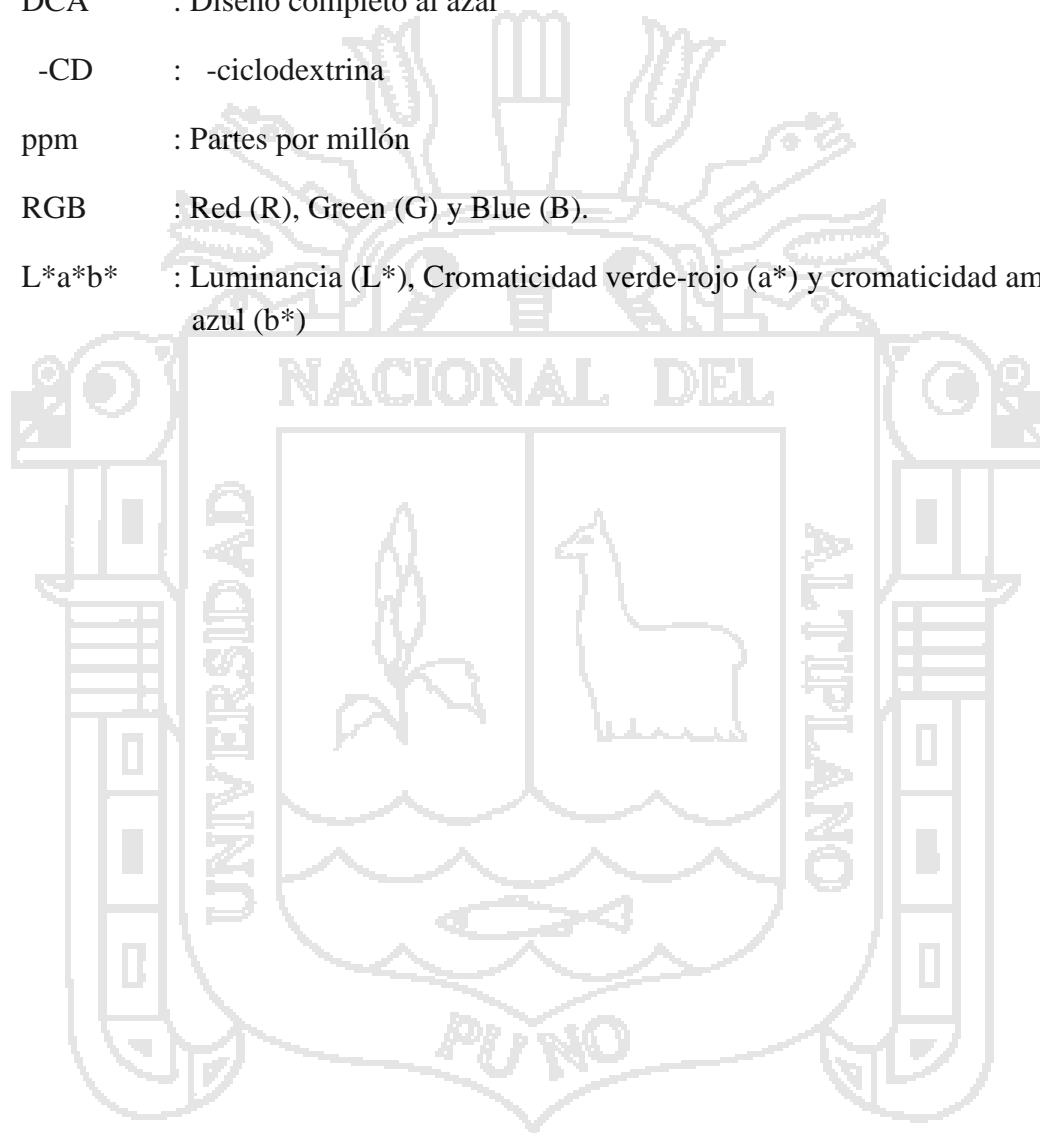 DCA : Diseño completo al azar
-CD : -ciclodextrina
ppm : Partes por millón
RGB : Red (R), Green (G) y Blue (B).
L*a*b* : Luminancia (L*), Cromaticidad verde-rojo (a*) y cromaticidad
azul (b*)
NACIONAL DEL
UNIVERSIDAD
ALTIPLANO
PUNO